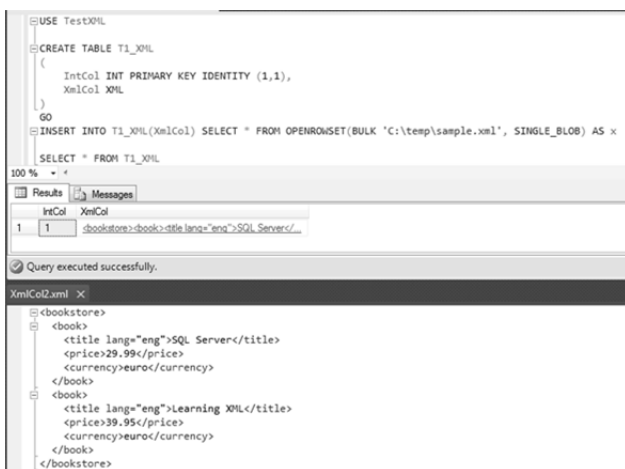 USE TestXML
CREATE TABLE T1_XML
(
IntCol INT PRIMARY KEY IDENTITY (1,1),
XmlCol XML
)
GO
INSERT INTO T1_XML(XmlCol) SELECT * FROM OPENROWSET(BULK 'C:\temp\sample.xml', SINGLE_BLOB) AS x
SELECT * FROM T1_XML
100 %
Results Messages
IntCol XmlCol
1 1 <bookstore><book><title lang="eng">SQL Server</...
Query executed successfully.
XmlCol2.xml ×
<bookstore>
<book>
<title lang="eng">SQL Server</title>
<price>29.99</price>
<currency>euro</currency>
</book>
<book>
<title lang="eng">Learning XML</title>
<price>39.95</price>
<currency>euro</currency>
</book>
</bookstore>